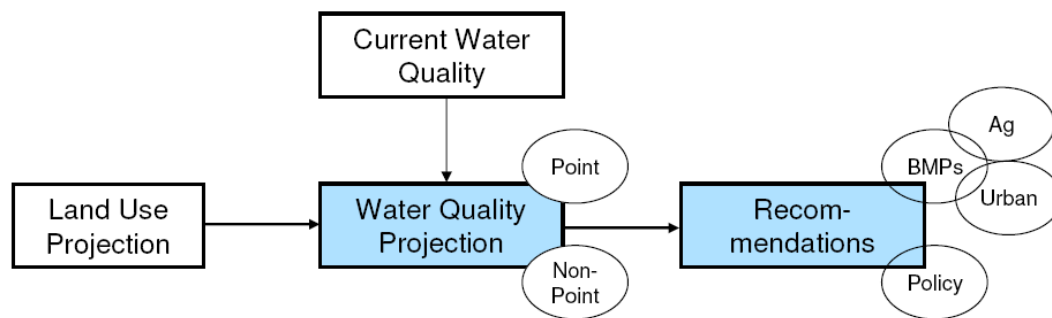 Current Water
Quality
Ag
Point
BMPs
Land Use
Projection
Water Quality
Projection
Recom-
mendations
Urban
Non-
Point
Policy